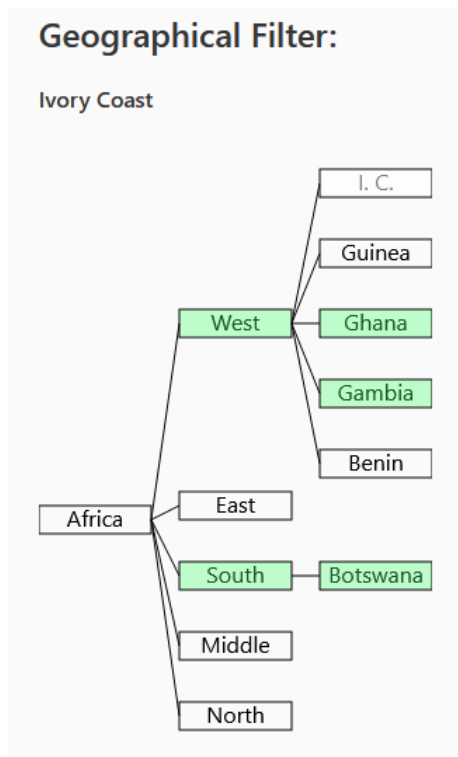 Geographical Filter:
Ivory Coast
I. C.
Guinea
West
Ghana
Gambia
Benin
Africa
East
South
Botswana
Middle
North